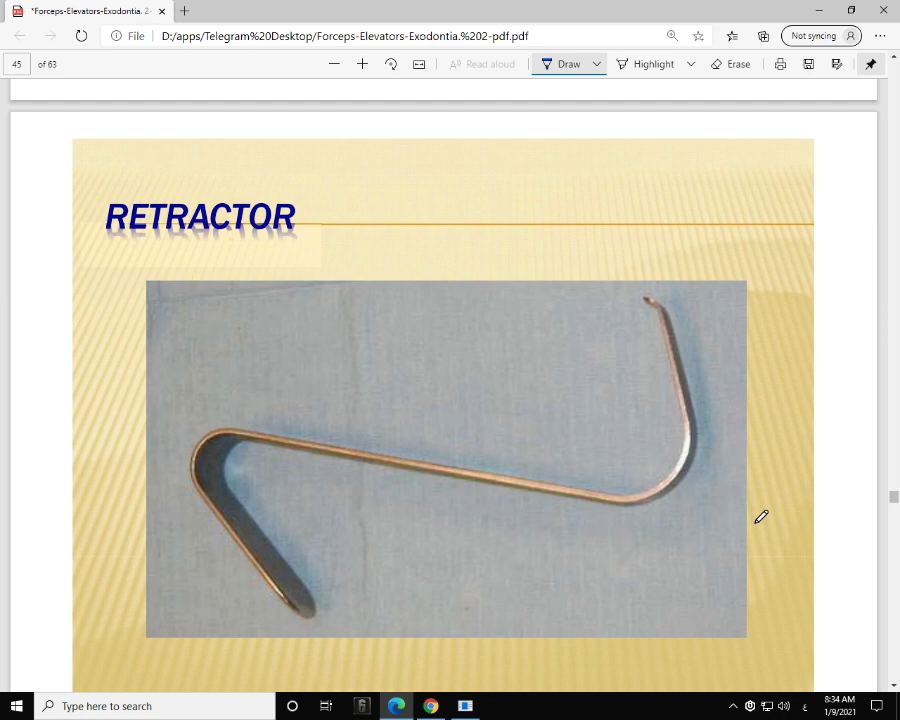 *Forceps-Elevators-Exodontia. 2-
File
D:/apps/Telegram%20Desktop/Forceps-Elevators-Exodontia.%202-pdf.pdf
Not syncing
45 of 63
Read aloud
Draw
Highlight
Erase
RETRACTOR
Type here to search
ع
8:34 AM
1/9/2021